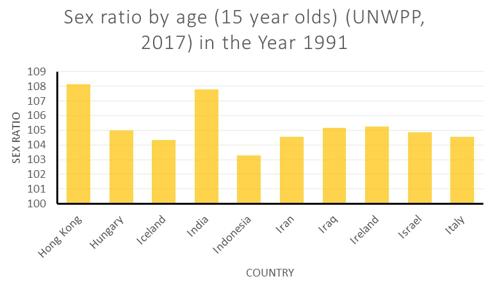 Sex ratio by age (15 year olds) (UNWPP,
2017) in the Year 1991
SEX RATIO
109
108
107
106
105
104
103
102
101
100
Hong Kong
Hungary
Iceland
India
Indonesia
Iran
Iraq
Ireland
Israel
Italy
COUNTRY